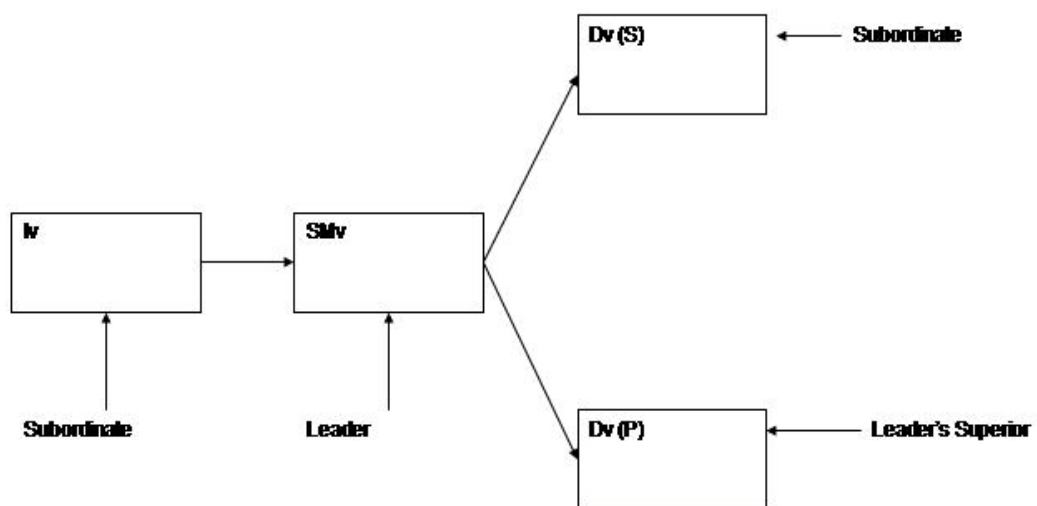 Dv (S)
Subordinate
Iv
SMv
Subordinate
Leader
Dv (P)
Leader's Superior